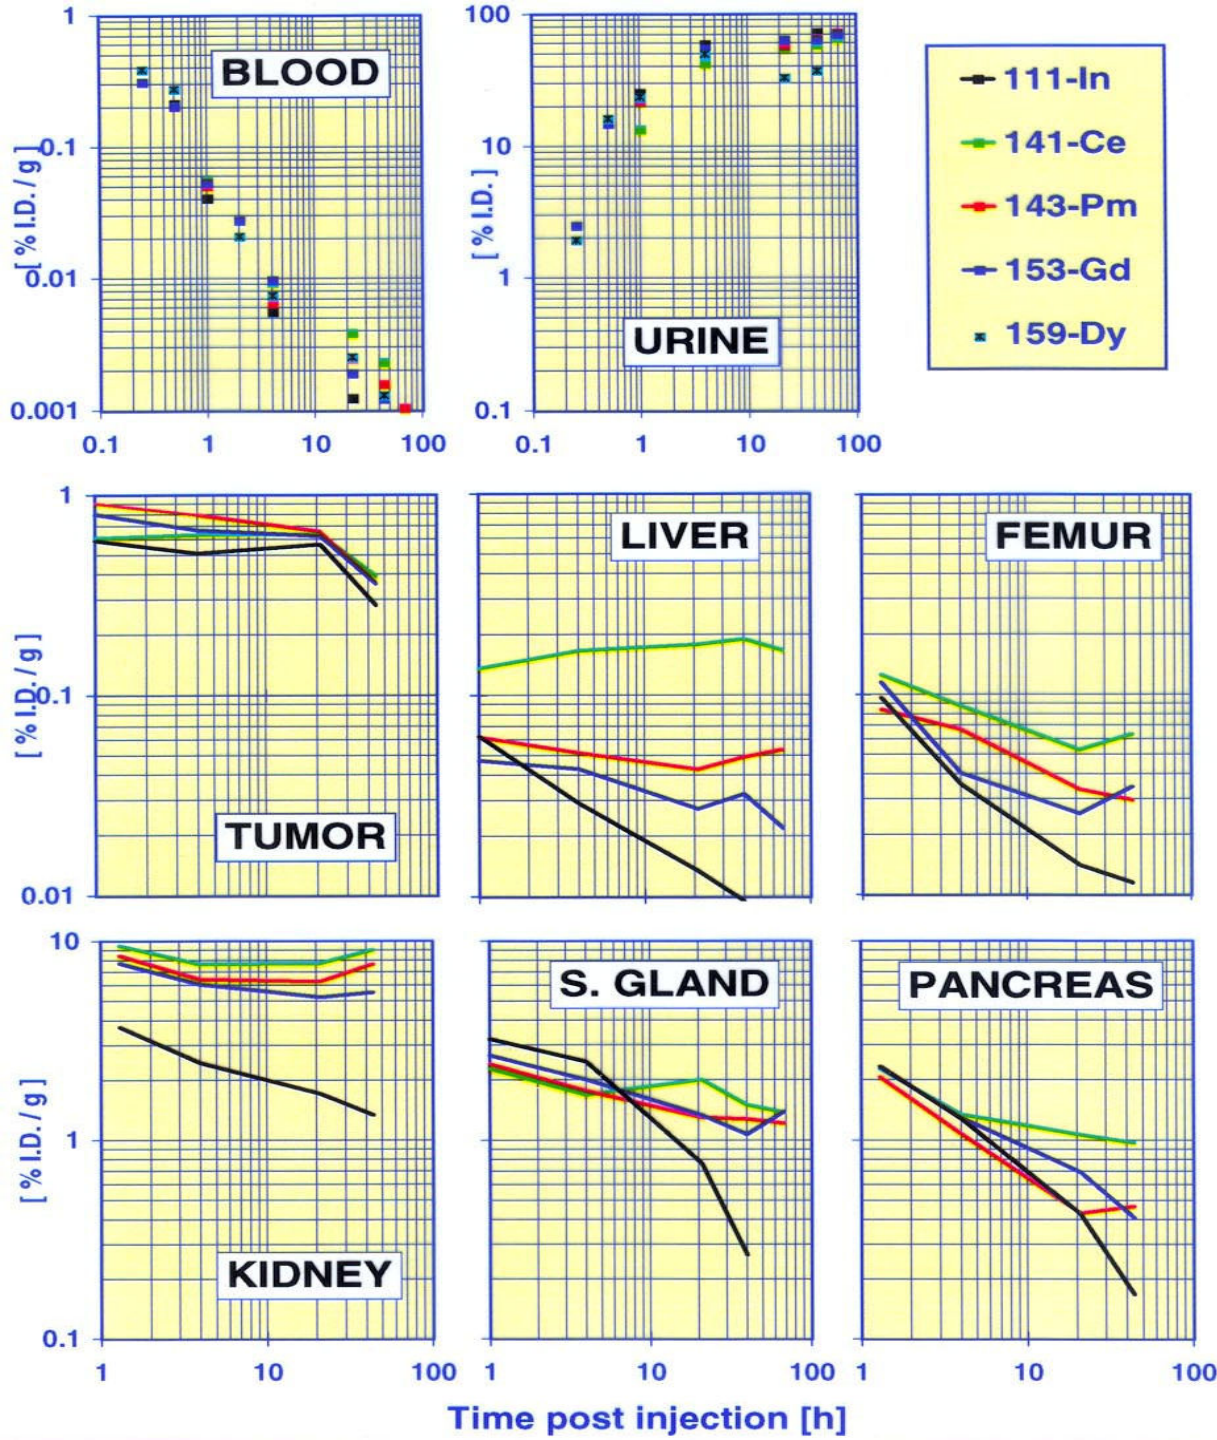 1
BLOOD
0.1
[ % I.D. / g ]
0.01
0.001
0.1 1 10 100
100
10
[ % I.D. ]
1
URINE
0.1
0.1 1 10 100
111-In
141-Ce
143-Pm
153-Gd
159-Dy
1
[ % I.D. / g ]
0.1
TUMOR
0.01
LIVER
FEMUR
10
[ % I.D. / g ]
1
KIDNEY
0.1
1 10 100
S. GLAND
1 10 100
PANCREAS
1 10 100
Time post injection [h]